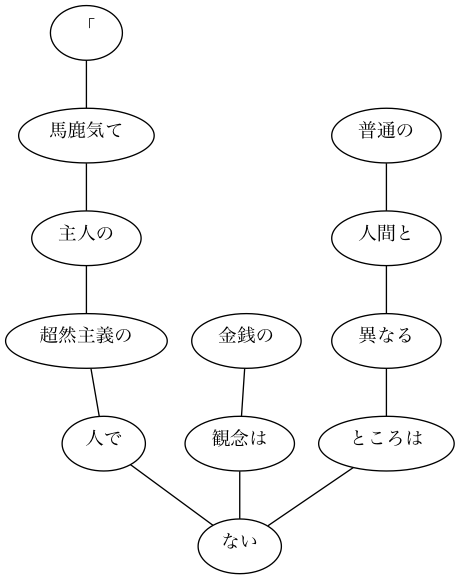 「
馬鹿気て 普通の
主人の 人間と
超然主義の 金銭の 異なる
人で 観念は ところは
ない